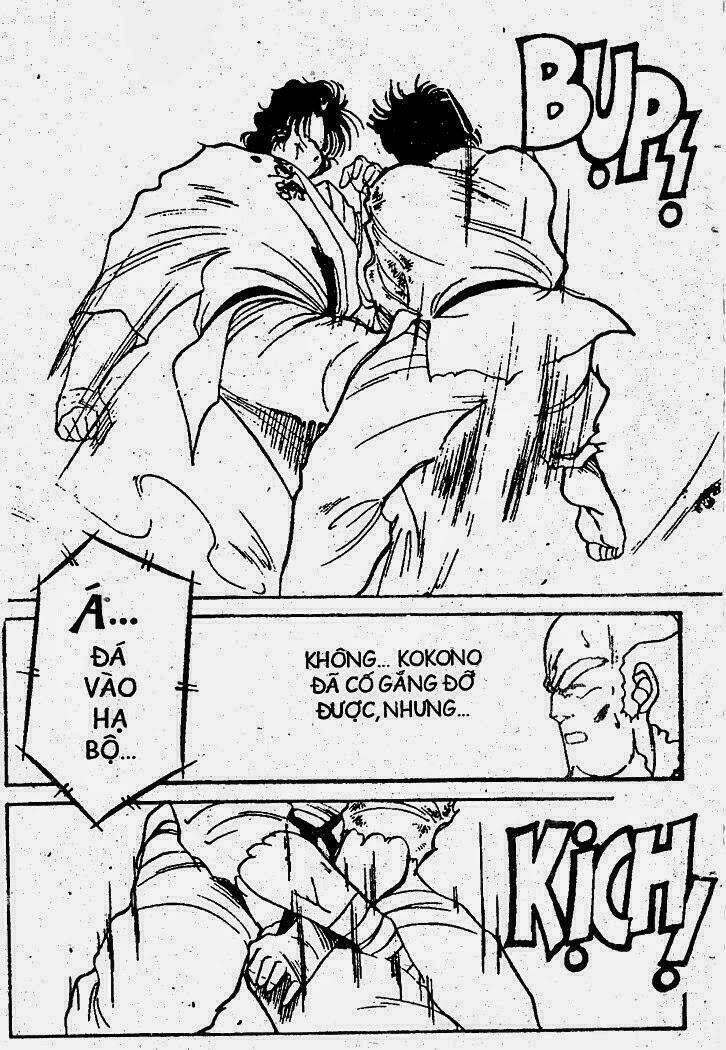 BỤP!
Á...
ĐÁ
VÀO
HẠ
BỘ...
KHÔNG... KOKONO
ĐÃ CỐ GẮNG ĐỠ
ĐƯỢC, NHƯNG...
KỊCH!